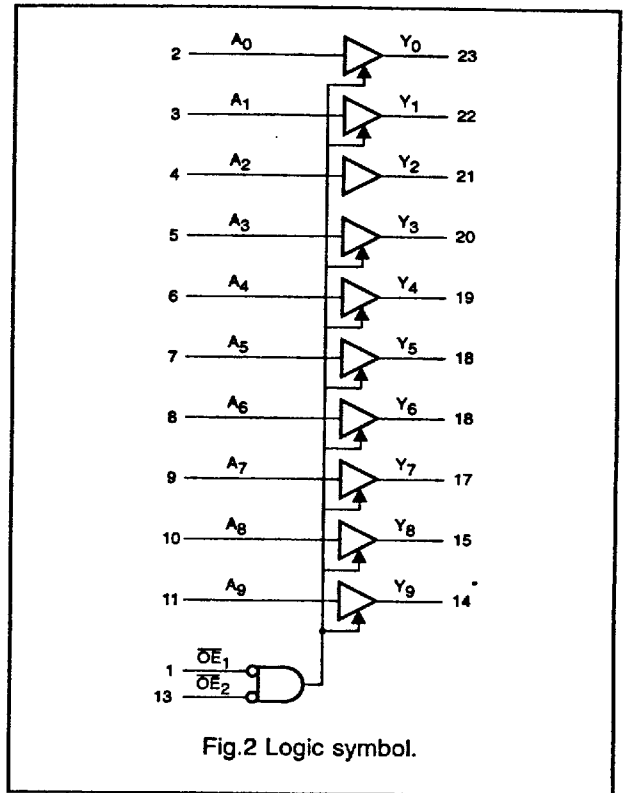 2 A0 Y0 23
3 A1 Y1 22
4 A2 Y2 21
5 A3 Y3 20
6 A4 Y4 19
7 A5 Y5 18
8 A6 Y6 18
9 A7 Y7 17
10 A8 Y8 15
11 A9 Y9 14
1 O̅E̅1
13 O̅E̅2
Fig.2 Logic symbol.